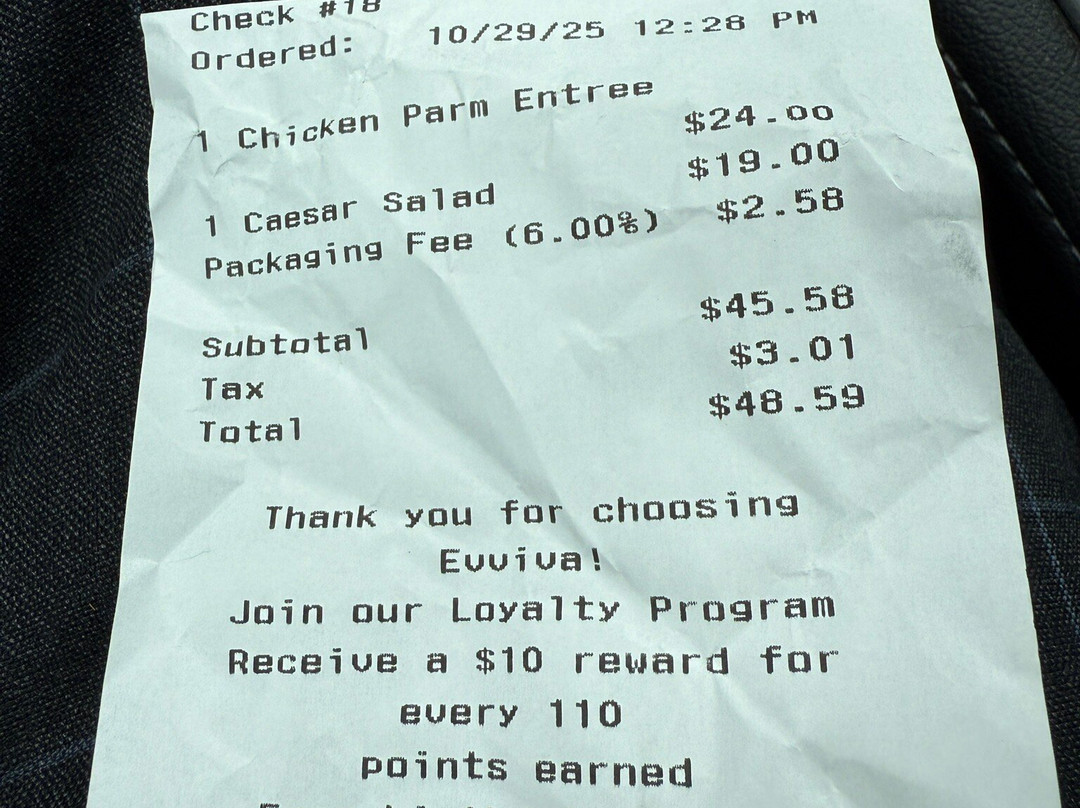 Check #18
Ordered: 10/29/25 12:28 PM
1 Chicken Parm Entree
$24.00
$19.00
1 Caesar Salad
Packaging Fee (6.00%) $2.58
$45.58
Subtotal
$3.01
Tax
$48.59
Total
Thank you for choosing
Evviva!
Join our Loyalty Program
Receive a $10 reward for
every 110
points earned